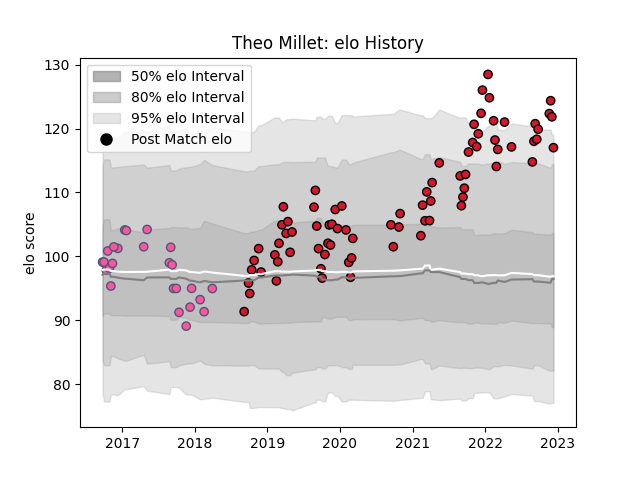 Theo Millet: elo History
130
120
110
100
90
80
elo score
50% elo Interval
80% elo Interval
95% elo Interval
Post Match elo
2017 2018 2019 2020 2021 2022 2023